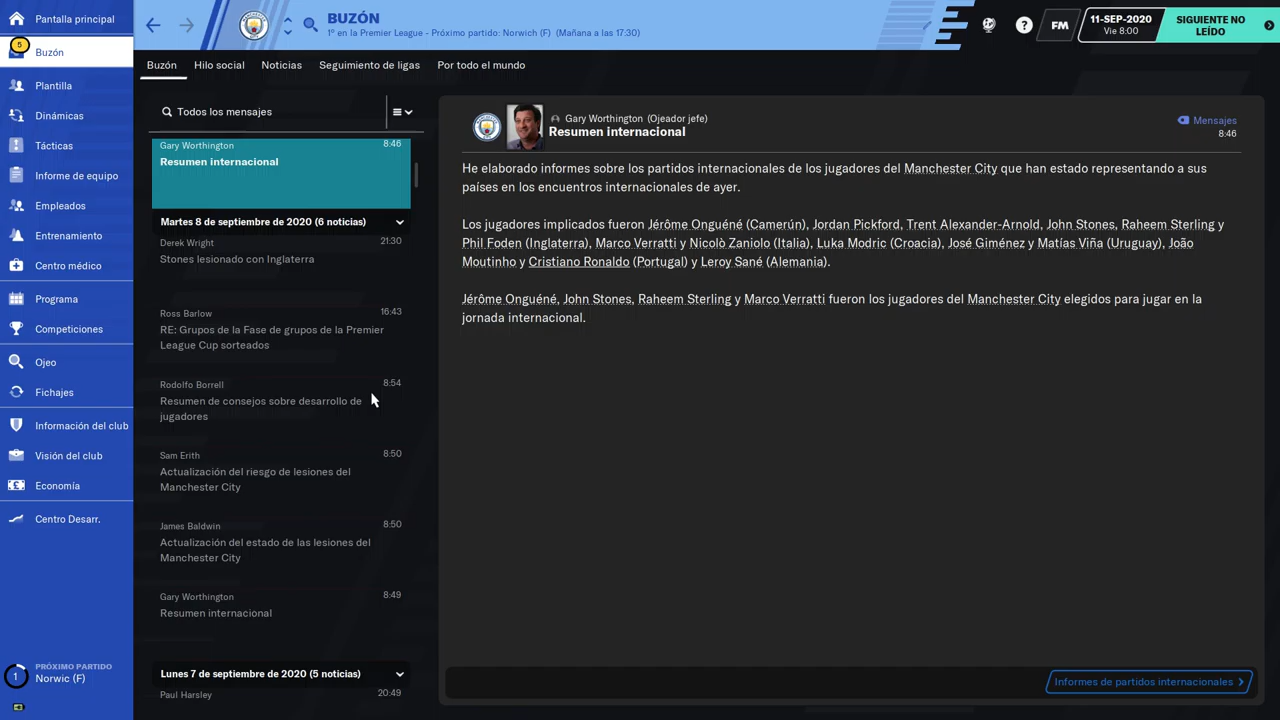 Pantalla principal
5
Buzón
Plantilla
Dinámicas
Tácticas
Informe de equipo
Empleados
Entrenamiento
Centro médico
Programa
Competiciones
Ojeo
Fichajes
Información del club
Visión del club
Economía
Centro Desarr.
1
PRÓXIMO PARTIDO
Norwic (F)
BUZÓN
1º en la Premier League - Próximo partido: Norwich (F) (Mañana a las 17:30)
?
FM
11-SEP-2020
Vie 8:00
SIGUIENTE NO
LEÍDO
Buzón
Hilo social
Noticias
Seguimiento de ligas
Por todo el mundo
Todos los mensajes
Gary Worthington 8:46
Resumen internacional
Martes 8 de septiembre de 2020 (6 noticias)
Derek Wright 21:30
Stones lesionado con Inglaterra
Ross Barlow 16:43
RE: Grupos de la Fase de grupos de la Premier
League Cup sorteados
Rodolfo Borrell 8:54
Resumen de consejos sobre desarrollo de
jugadores
Sam Erith 8:50
Actualización del riesgo de lesiones del
Manchester City
James Baldwin 8:50
Actualización del estado de las lesiones del
Manchester City
Gary Worthington 8:49
Resumen internacional
Lunes 7 de septiembre de 2020 (5 noticias)
Paul Harsley 20:49
Gary Worthington (Ojeador jefe)
Resumen internacional
Mensajes
8:46
He elaborado informes sobre los partidos internacionales de los jugadores del Manchester City que han estado representando a sus
países en los encuentros internacionales de ayer.
Los jugadores implicados fueron Jérôme Onguéné (Camerún), Jordan Pickford, Trent Alexander-Arnold, John Stones, Raheem Sterling y
Phil Foden (Inglaterra), Marco Verratti y Nicolò Zaniolo (Italia), Luka Modric (Croacia), José Giménez y Matías Viña (Uruguay), João
Moutinho y Cristiano Ronaldo (Portugal) y Leroy Sané (Alemania).
Jérôme Onguéné, John Stones, Raheem Sterling y Marco Verratti fueron los jugadores del Manchester City elegidos para jugar en la
jornada internacional.
Informes de partidos internacionales